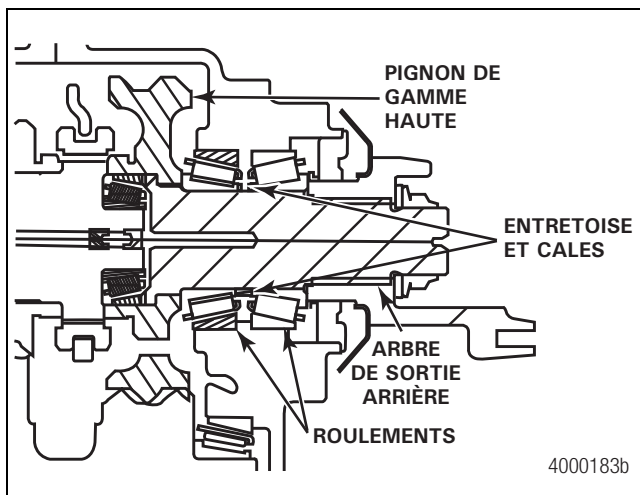 PIGNON DE
GAMME
HAUTE
ENTRETOISE
ET CALES
ARBRE
DE SORTIE
ARRIÈRE
ROULEMENTS
4000183b